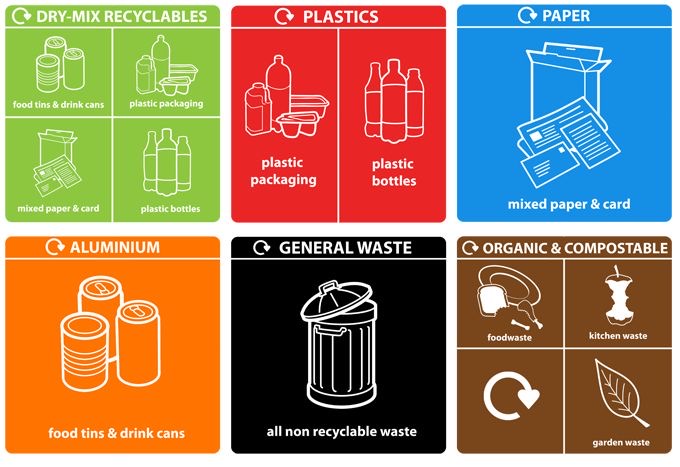 DRY-MIX RECYCLABLES
food tins & drink cans
plastic packaging
mixed paper & card
plastic bottles
PLASTICS
plastic
packaging
plastic
bottles
PAPER
mixed paper & card
ALUMINIUM
food tins & drink cans
GENERAL WASTE
all non recyclable waste
ORGANIC & COMPOSTABLE
foodwaste
kitchen waste
garden waste